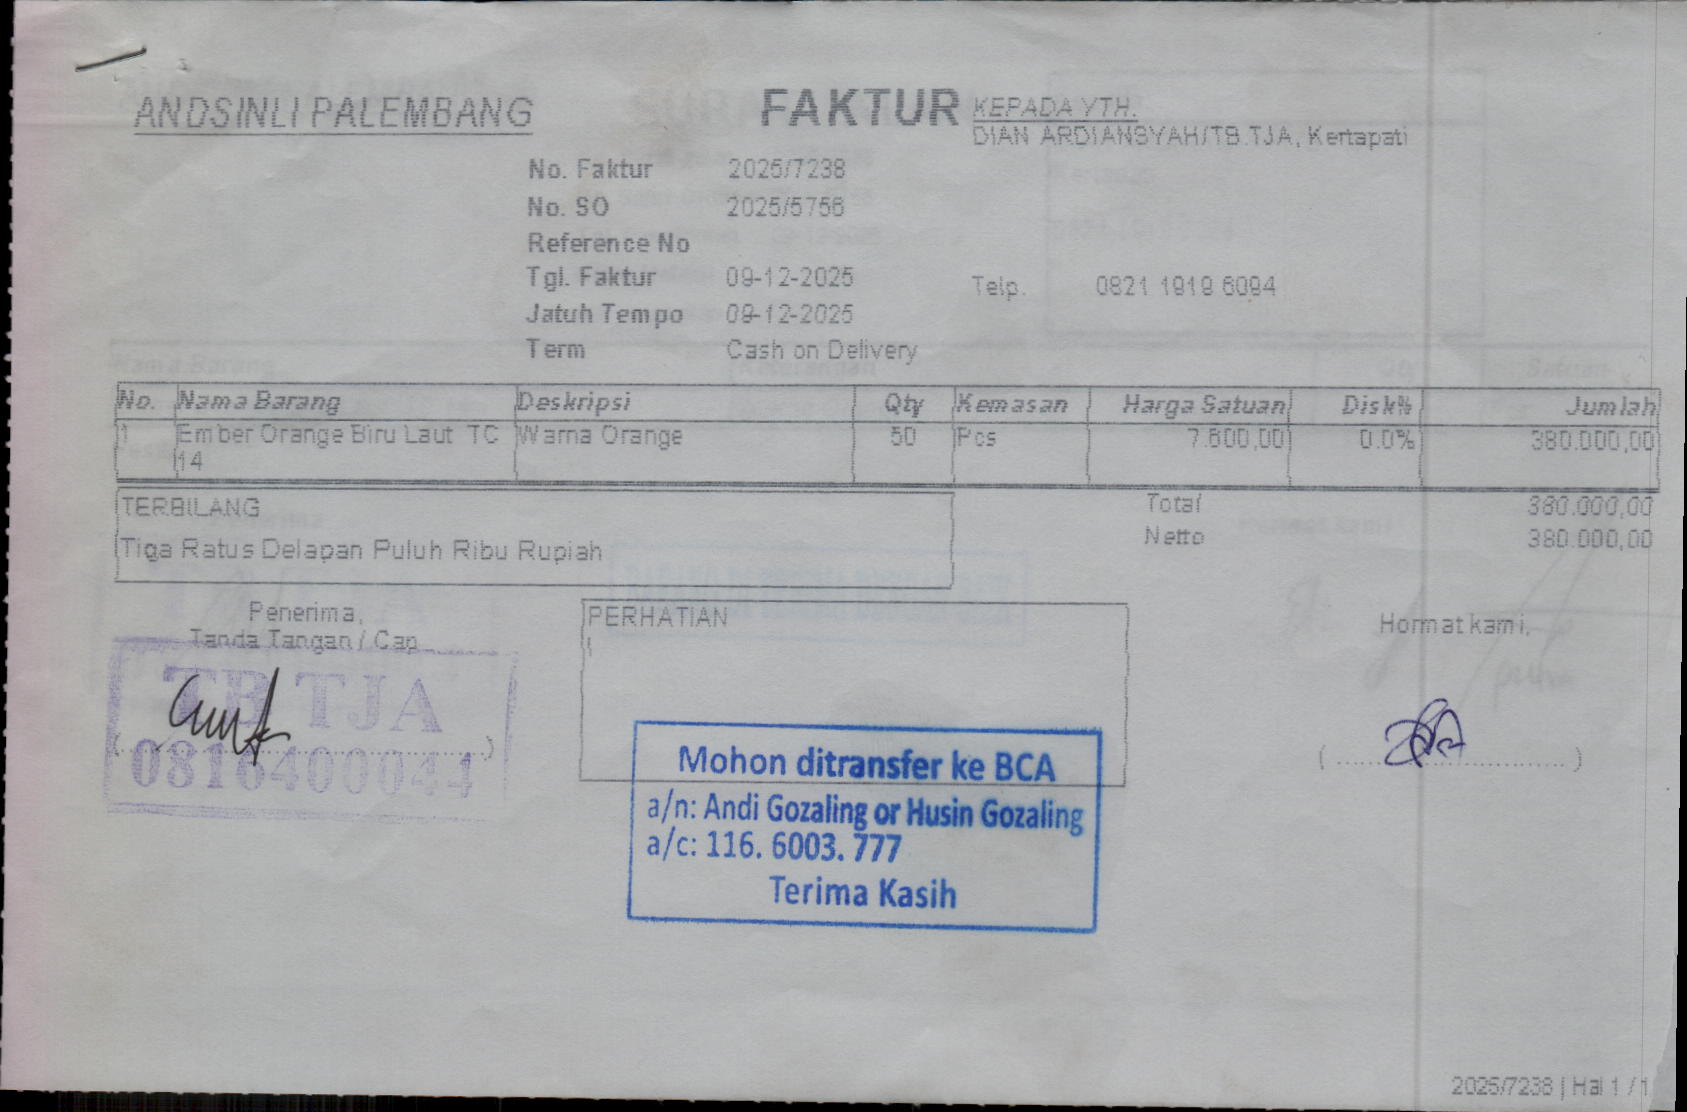 ANDSINLI PALEMBANG
FAKTUR
KEPADA YTH.
DIAN ARDIANSYAH/TB.TJA, Kertapati
No. Faktur 2025/7238
No. SO 2025/5756
Reference No
Tgl. Faktur 09-12-2025
Telp. 0821 1919 6094
Jatuh Tempo 09-12-2025
Term Cash on Delivery
No. Nama Barang Deskripsi Qty Kemasan Harga Satuan Disk% Jumlah
1 Ember Orange Biru Laut TC Warna Orange 50 Pcs 7.600,00 0.0% 380.000,00
14
TERBILANG
Tiga Ratus Delapan Puluh Ribu Rupiah
Total 380.000,00
Netto 380.000,00
Penerima,
Tanda Tangan / Cap
TB TJA
0816400044
PERHATIAN
Hormat kami,
Mohon ditransfer ke BCA
a/n: Andi Gozaling or Husin Gozaling
a/c: 116. 6003. 777
Terima Kasih
2025/7238 | Hal 1 / 1